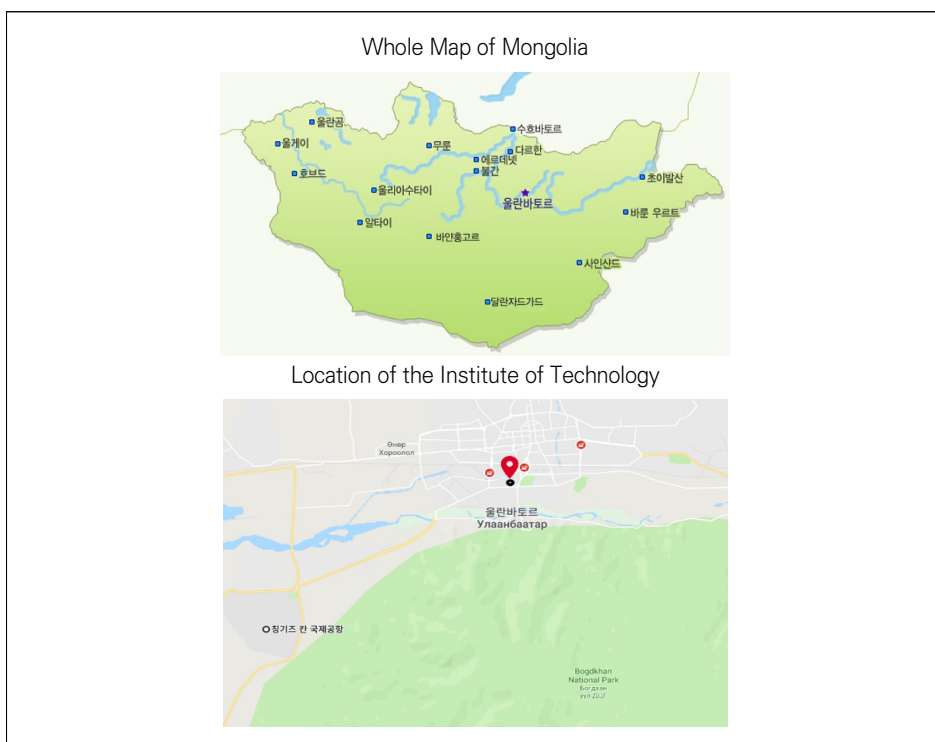 Whole Map of Mongolia
울란곰
울게이
호브드
무룬
수흐바토르
다르한
에르데넷
불간
울리아수타이
울란바토르
초이발산
알타이
바얀홍고르
바룬 우르트
사인샨드
달란자드가드
Location of the Institute of Technology
Өнөр
Хороолол
울란바토르
Улаанбаатар
칭기즈 칸 국제공항
Bogdkhan
National Park
Богдхан
уул ДЦГ